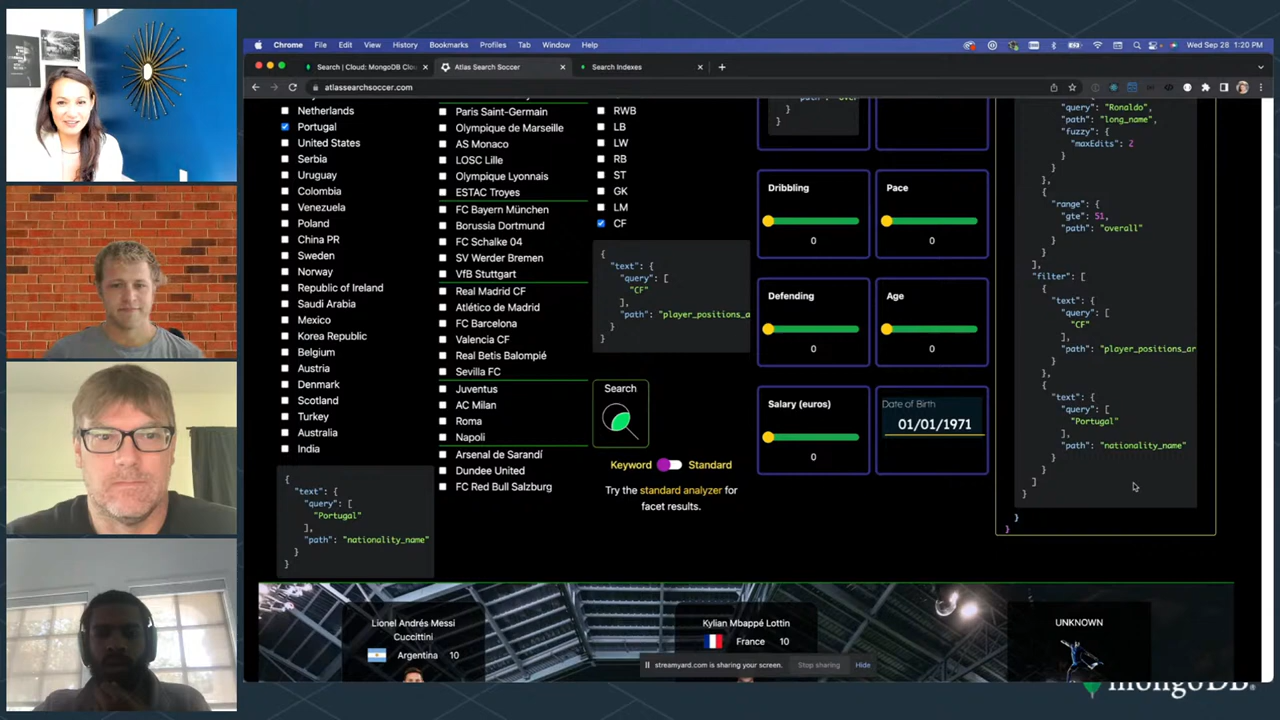 Chrome File Edit View History Bookmarks Profiles Tab Window Help
Wed Sep 28 1:20 PM
Search | Cloud: MongoDB Clou
Atlas Search Soccer
Search Indexes
atlassearchsoccer.com
Netherlands
Portugal
United States
Serbia
Uruguay
Colombia
Venezuela
Poland
China PR
Sweden
Norway
Republic of Ireland
Saudi Arabia
Mexico
Korea Republic
Belgium
Austria
Denmark
Scotland
Turkey
Australia
India
{
"text": {
"query": [
"Portugal"
],
"path": "nationality_name"
}
}
Paris Saint-Germain
Olympique de Marseille
AS Monaco
LOSC Lille
Olympique Lyonnais
ESTAC Troyes
FC Bayern München
Borussia Dortmund
FC Schalke 04
SV Werder Bremen
VfB Stuttgart
Real Madrid CF
Atlético de Madrid
FC Barcelona
Valencia CF
Real Betis Balompié
Sevilla FC
Juventus
AC Milan
Roma
Napoli
Arsenal de Sarandí
Dundee United
FC Red Bull Salzburg
RWB
LB
LW
RB
ST
GK
LM
CF
{
"text": {
"query": [
"CF"
],
"path": "player_positions_a
}
}
Search
Keyword Standard
Try the standard analyzer for
facet results.
}
}
Dribbling
0
Pace
0
Defending
0
Age
0
Salary (euros)
0
Date of Birth
01/01/1971
"query": "Ronaldo",
"path": "long_name",
"fuzzy": {
"maxEdits": 2
}
}
},
{
"range": {
"gte": 51,
"path": "overall"
}
}
],
"filter": [
{
"text": {
"query": [
"CF"
],
"path": "player_positions_ar
}
},
{
"text": {
"query": [
"Portugal"
],
"path": "nationality_name"
}
}
]
}
}
}
Lionel Andrés Messi
Cuccittini
Argentina 10
Kylian Mbappé Lottin
France 10
UNKNOWN
streamyard.com is sharing your screen. Stop sharing Hide
mongoDB®